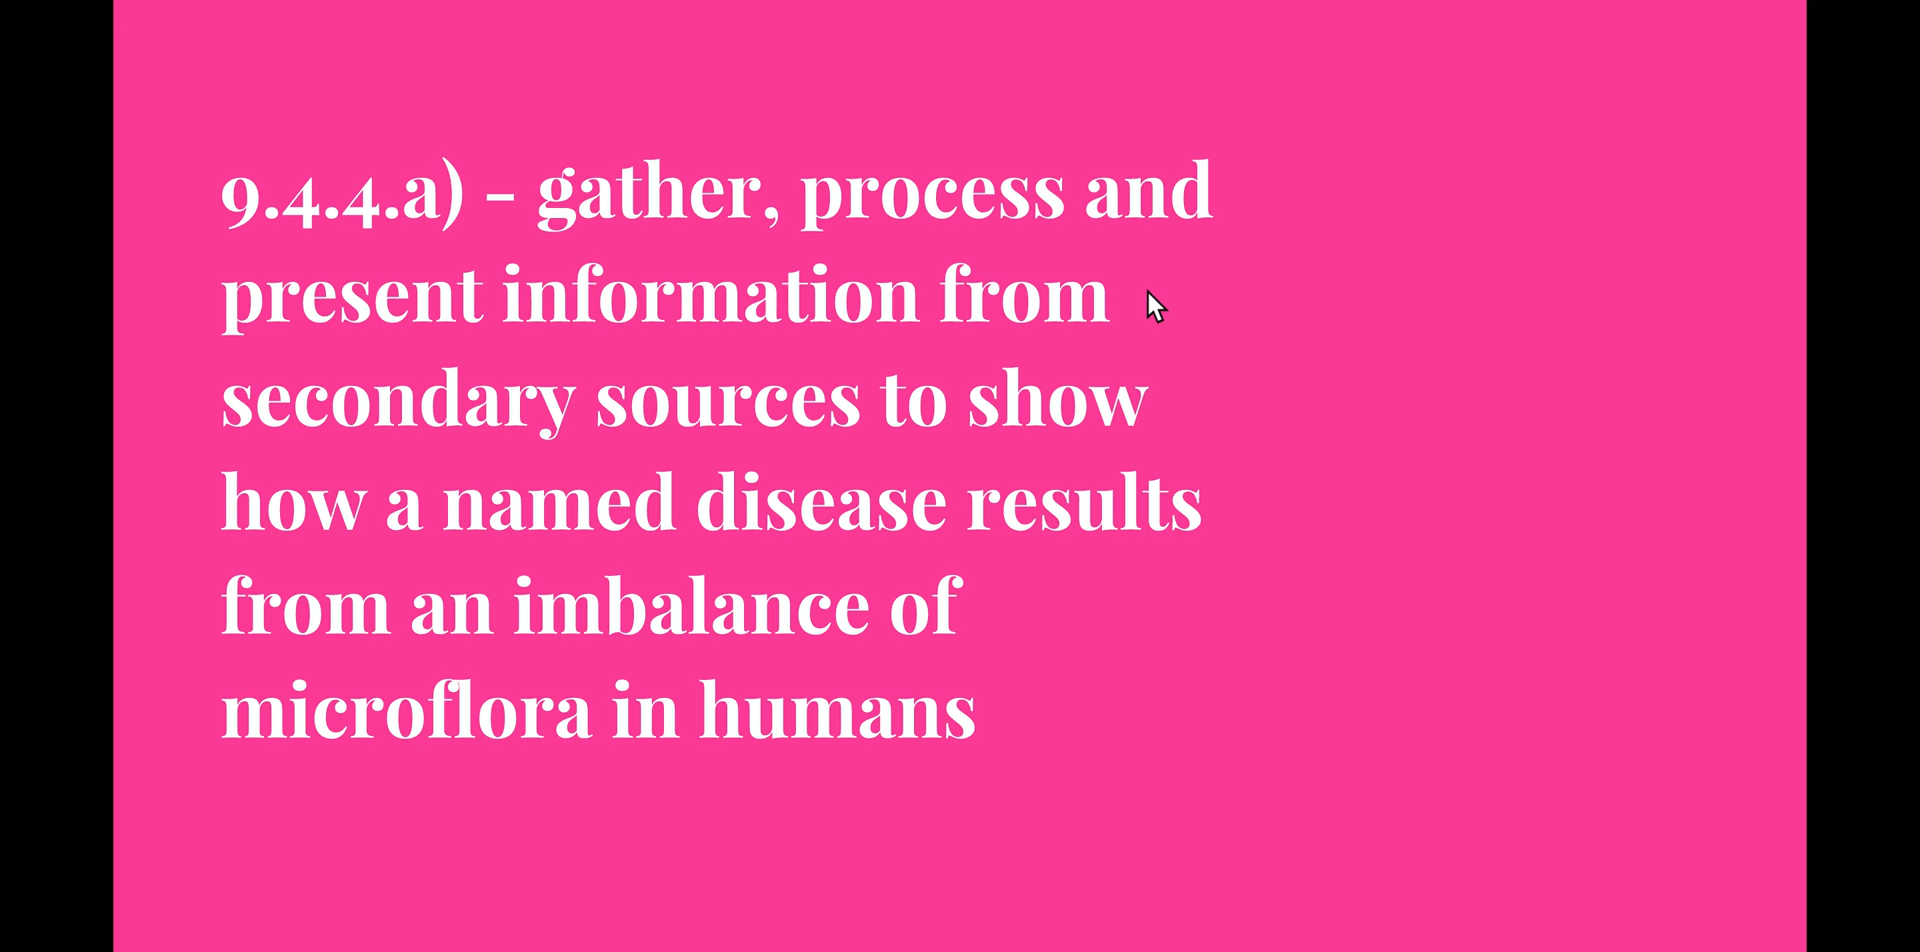 9.4.4.a) - gather, process and
present information from
secondary sources to show
how a named disease results
from an imbalance of
microflora in humans